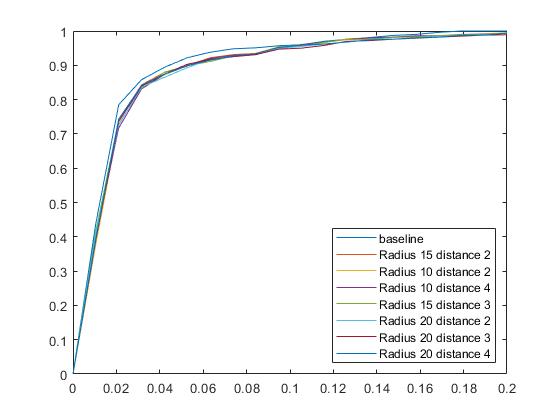 1
0.9
0.8
0.7
0.6
0.5
0.4
0.3
0.2
0.1
0
0 0.02 0.04 0.06 0.08 0.1 0.12 0.14 0.16 0.18 0.2
baseline
Radius 15 distance 2
Radius 10 distance 2
Radius 10 distance 4
Radius 15 distance 3
Radius 20 distance 2
Radius 20 distance 3
Radius 20 distance 4